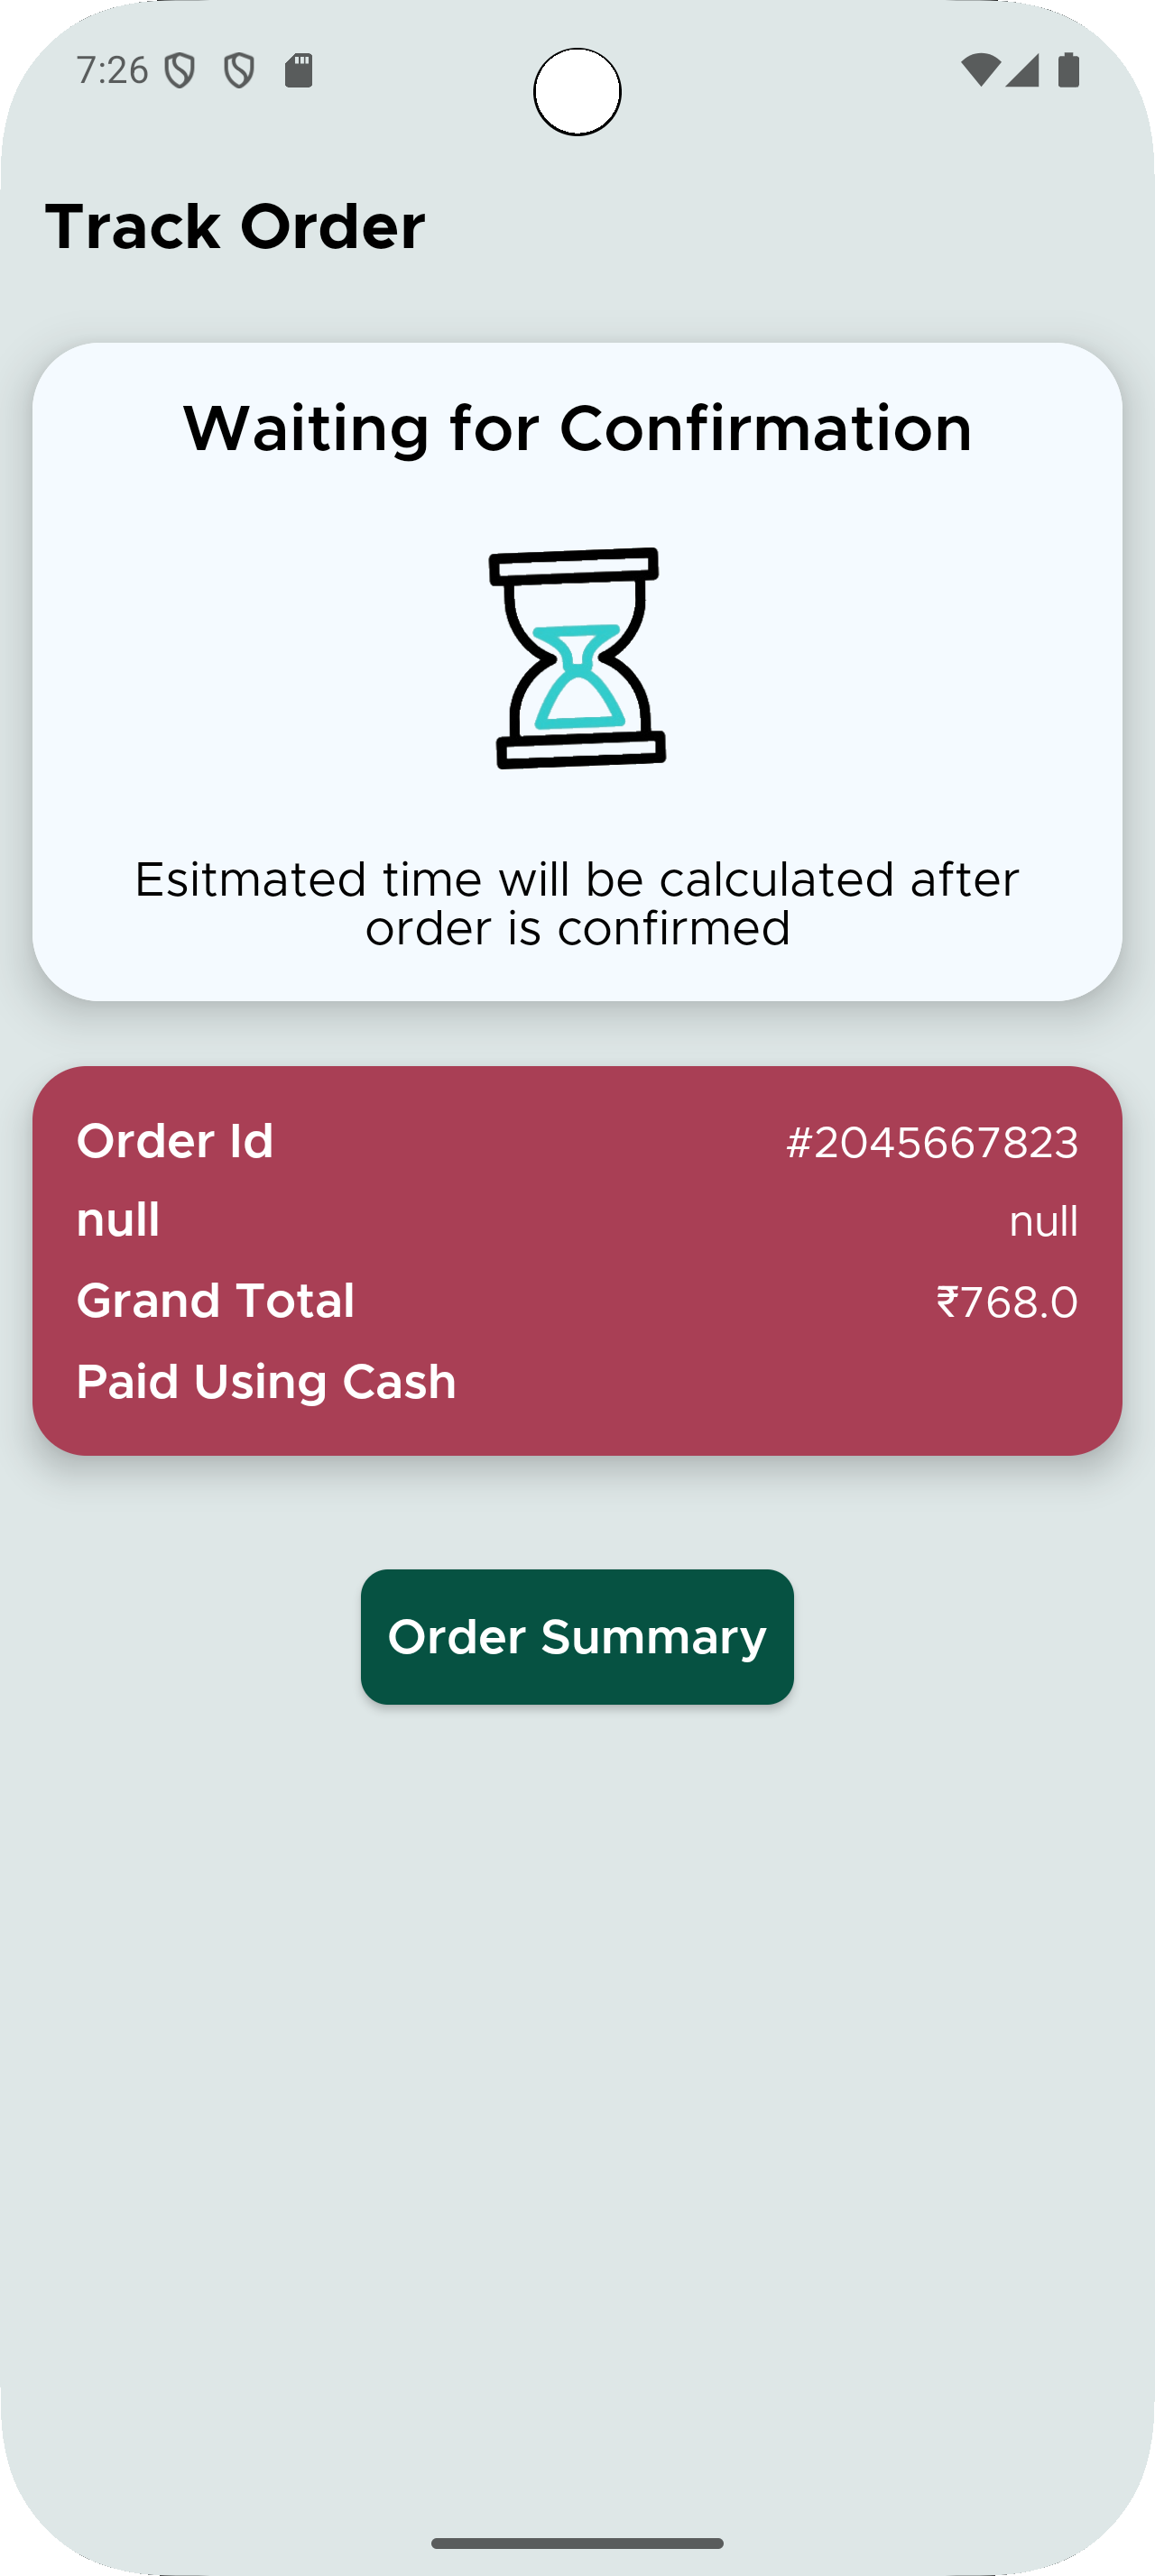 7:26
Track Order
Waiting for Confirmation
Esitmated time will be calculated after
order is confirmed
Order Id #2045667823
null null
Grand Total ₹768.0
Paid Using Cash
Order Summary